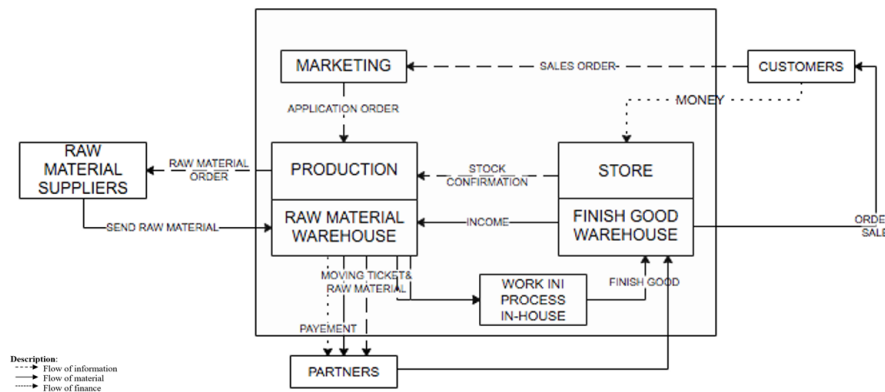 MARKETING
SALES ORDER
CUSTOMERS
APPLICATION ORDER
MONEY
RAW
MATERIAL
SUPPLIERS
RAW MATERIAL
ORDER
PRODUCTION
STOCK
CONFIRMATION
STORE
SEND RAW MATERIAL
RAW MATERIAL
WAREHOUSE
INCOME
FINISH GOOD
WAREHOUSE
ORDE
SALE
MOVING TICKET&
RAW MATERIAL
WORK INI
PROCESS
IN-HOUSE
FINISH GOOD
PAYEMENT
PARTNERS
Description:
Flow of information
Flow of material
Flow of finance